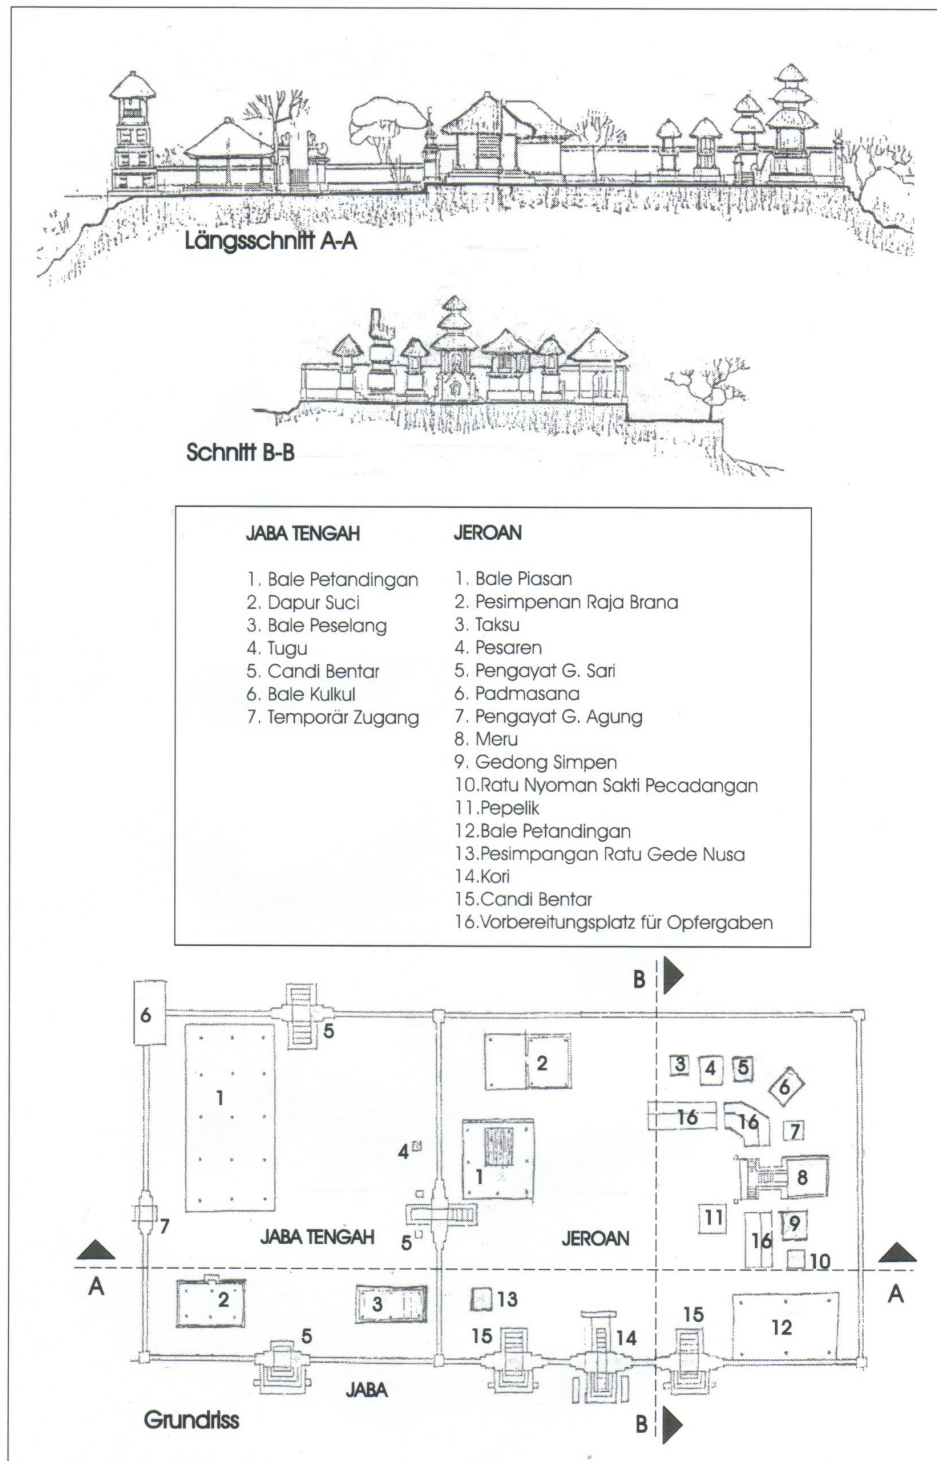 Längsschnitt A-A
Schnitt B-B
JABA TENGAH
1. Bale Petandingan
2. Dapur Suci
3. Bale Peselang
4. Tugu
5. Candi Bentar
6. Bale Kulkul
7. Temporär Zugang
JEROAN
1. Bale Piasan
2. Pesimpenan Raja Brana
3. Taksu
4. Pesaren
5. Pengayat G. Sari
6. Padmasana
7. Pengayat G. Agung
8. Meru
9. Gedong Simpen
10.Ratu Nyoman Sakti Pecadangan
11.Pepelik
12.Bale Petandingan
13.Pesimpangan Ratu Gede Nusa
14.Kori
15.Candi Bentar
16.Vorbereitungsplatz für Opfergaben
B
6
5
2
3 4 5
6
1
16 16
7
4
1
8
7
5
11
9
JABA TENGAH
JEROAN
16
10
A
A
2
3
13
5
15
14
15
12
JABA
Grundriss
B